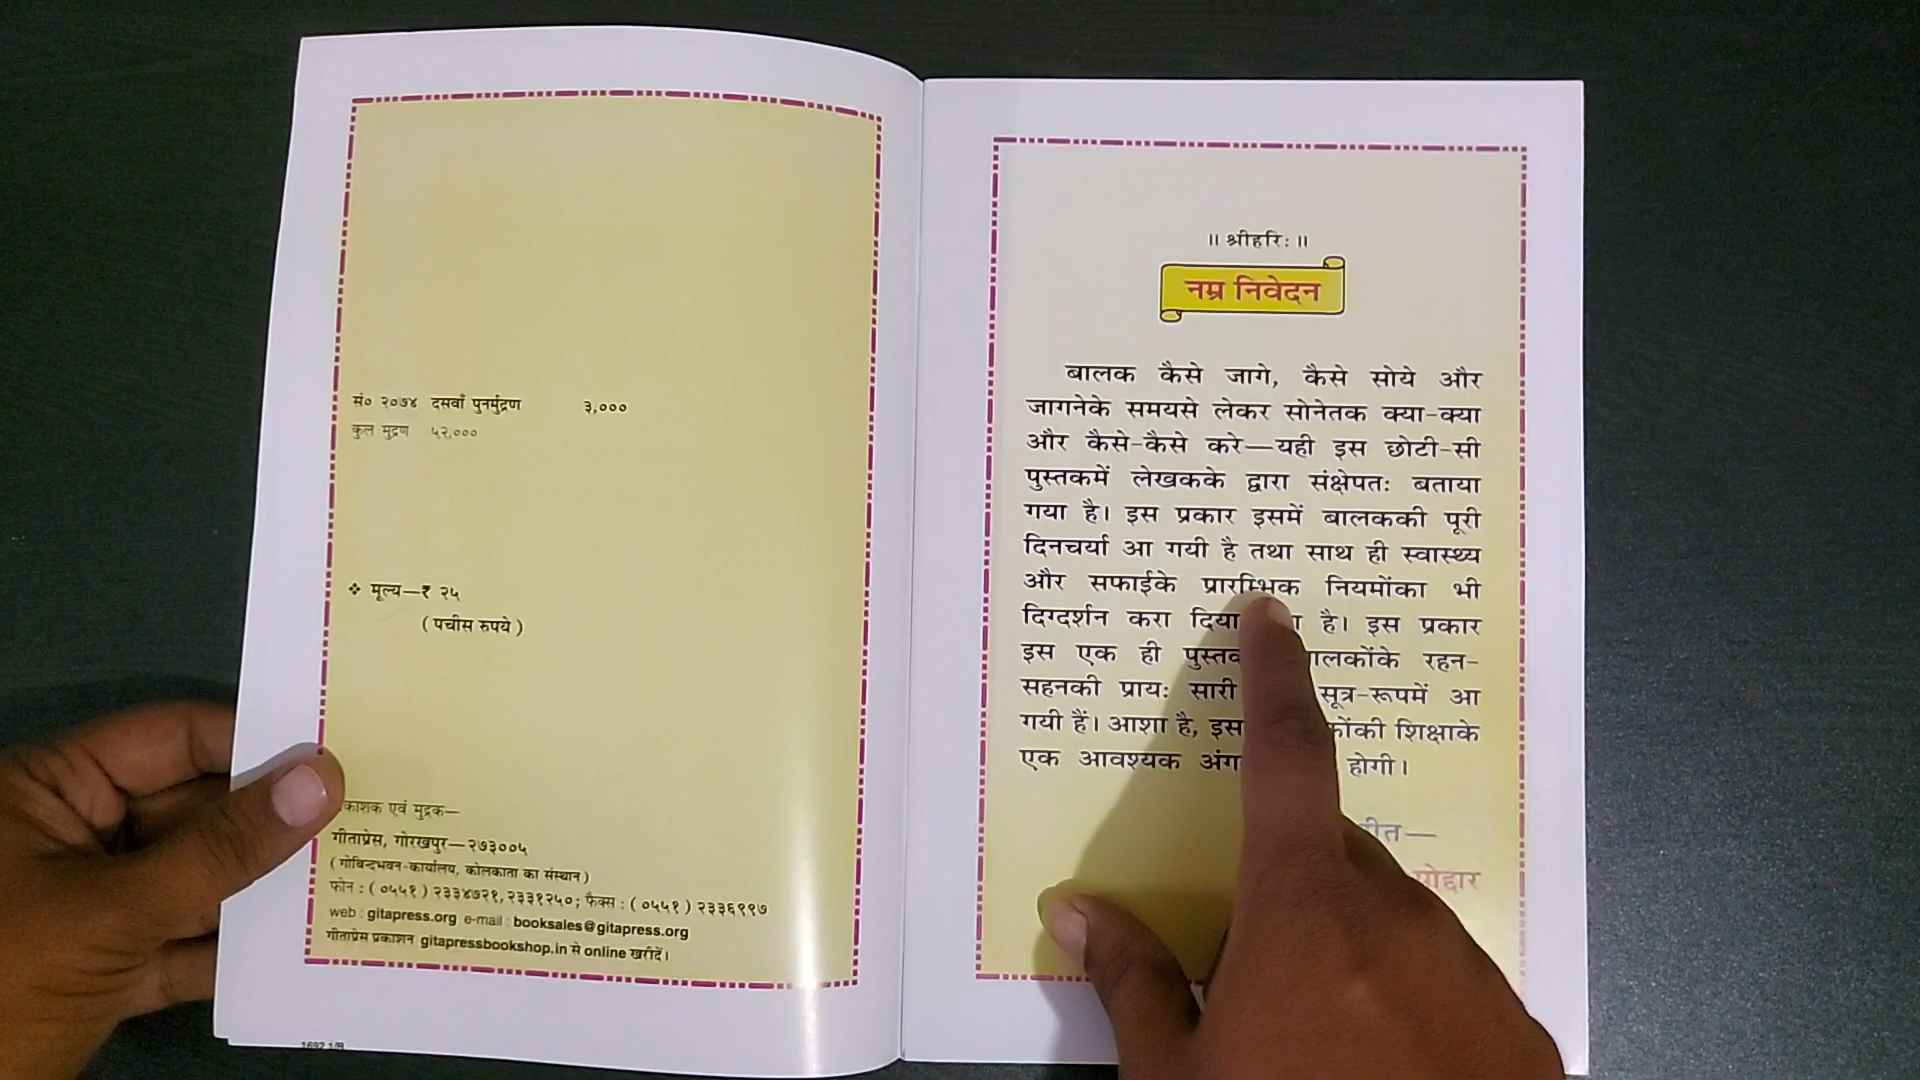 सं० २०७४ दसवाँ पुनर्मुद्रण ३,०००
कुल मुद्रण ५२,०००
❖ मूल्य—₹ २५
( पचीस रुपये )
एवं मुद्रक—
गीताप्रेस, गोरखपुर—२७३००५
( गोबिन्दभवन-कार्यालय, कोलकाता का संस्थान )
फोन : ( ०५५१ ) २३३४७२१, २३३१२५०; फैक्स : ( ०५५१ ) २३३६९९७
web : gitapress.org e-mail : booksales@gitapress.org
गीताप्रेस प्रकाशन gitapressbookshop.in से online खरीदें।
॥ श्रीहरिः ॥
नम्र निवेदन
बालक कैसे जागे, कैसे सोये और
जागनेके समयसे लेकर सोनेतक क्या-क्या
और कैसे-कैसे करे—यही इस छोटी-सी
पुस्तकमें लेखकके द्वारा संक्षेपतः बताया
गया है। इस प्रकार इसमें बालककी पूरी
दिनचर्या आ गयी है तथा साथ ही स्वास्थ्य
और सफाईके प्रारम्भिक नियमोंका भी
दिग्दर्शन करा दिया है। इस प्रकार
इस एक ही रहन-
सहनकी प्रायः सारी सूत्र-रूपमें आ
गयी हैं। आशा है, शिक्षाके
एक आवश्यक होगी।